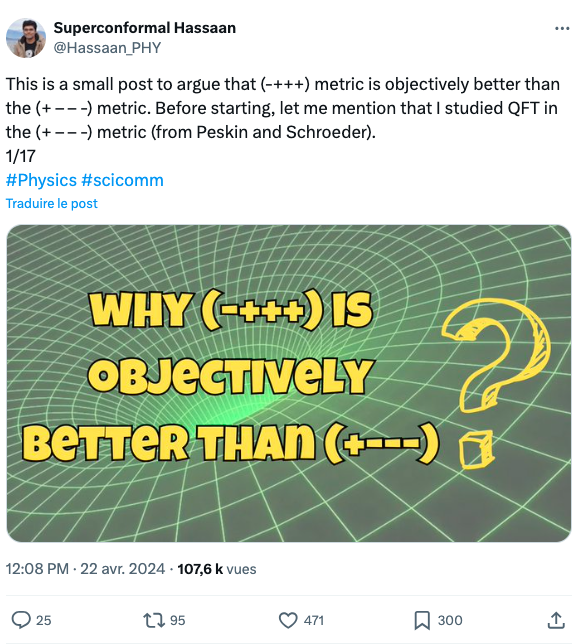 Superconformal Hassaan
@Hassaan_PHY
This is a small post to argue that (-+++) metric is objectively better than
the (+ – – -) metric. Before starting, let me mention that I studied QFT in
the (+ – – -) metric (from Peskin and Schroeder).
1/17
#Physics #scicomm
Traduire le post
WHY (-+++) IS
OBJECTIVELY
BETTER THAN (+---)
?
12:08 PM · 22 avr. 2024 · 107,6 k vues
25 95 471 300